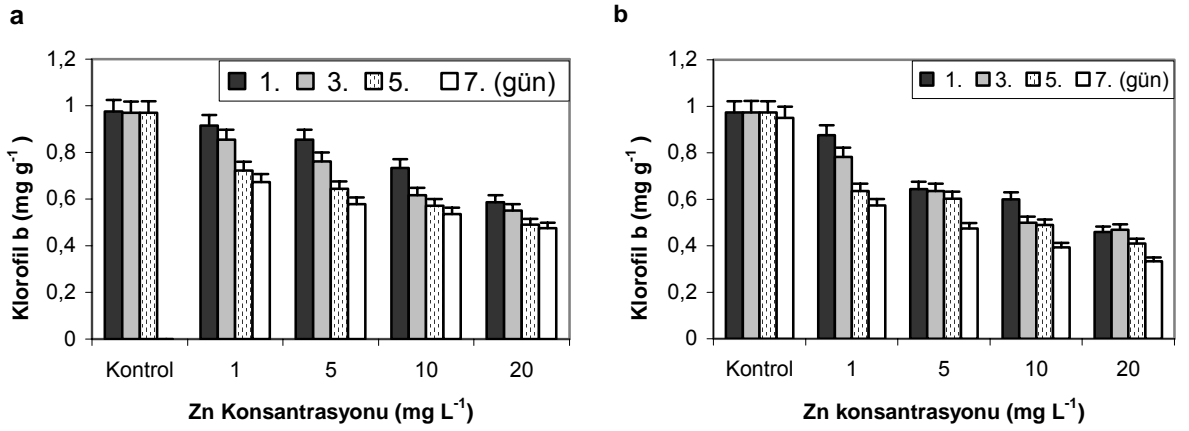 a
1,2
1
0,8
0,6
0,4
0,2
0
Klorofil b (mg g⁻¹)
1. 3. 5. 7. (gün)
Kontrol 1 5 10 20
Zn Konsantrasyonu (mg L⁻¹)
b
1,2
1
0,8
0,6
0,4
0,2
0
Klorofil b (mg g⁻¹)
1. 3. 5. 7. (gün)
Kontrol 1 5 10 20
Zn konsantrasyonu (mg L⁻¹)